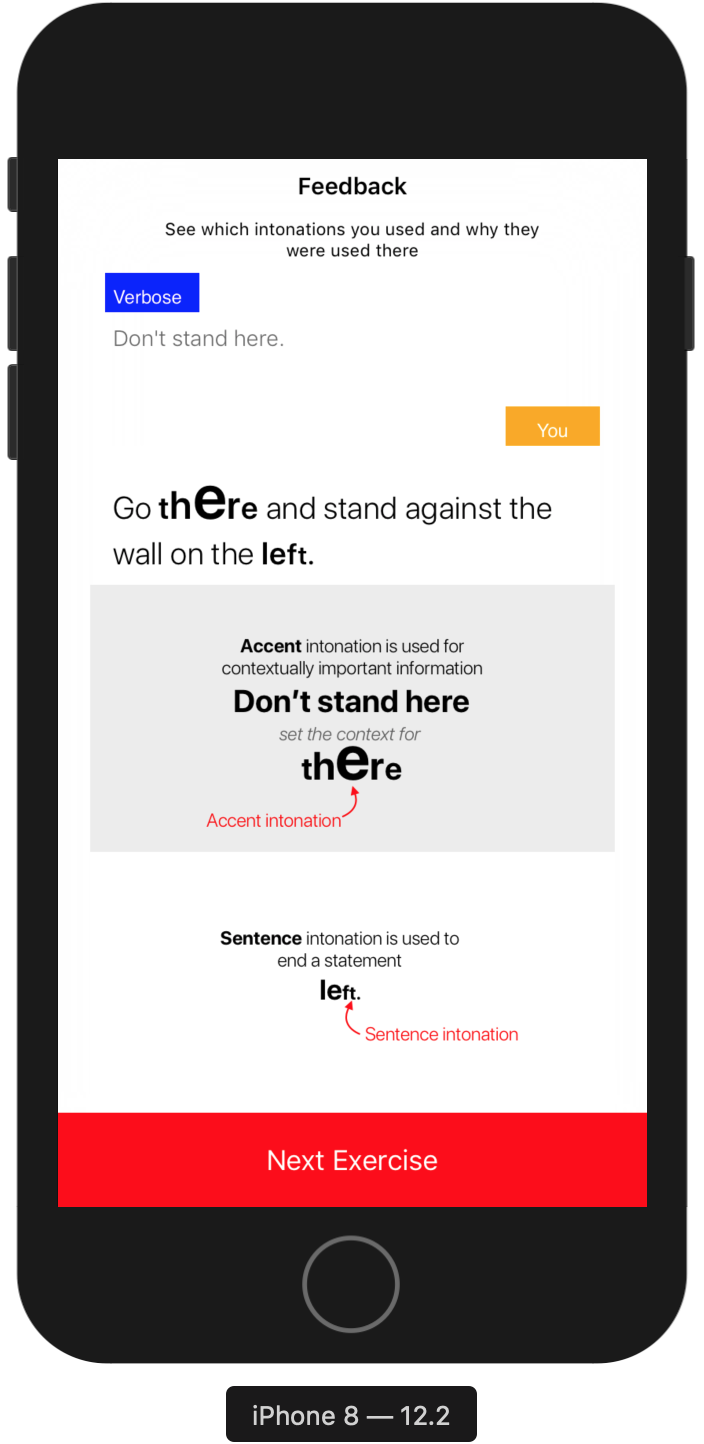 Feedback
See which intonations you used and why they
were used there
Verbose
Don't stand here.
You
Go there and stand against the
wall on the left.
Accent intonation is used for
contextually important information
Don’t stand here
set the context for
there
Accent intonation
Sentence intonation is used to
end a statement
left.
Sentence intonation
Next Exercise
iPhone 8 — 12.2